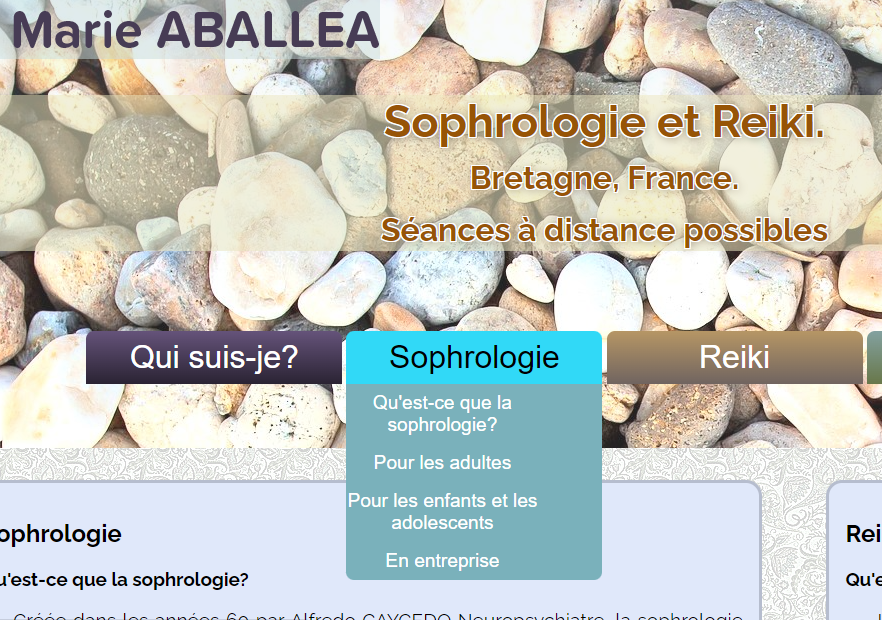 Marie ABALLEA
Sophrologie et Reiki.
Bretagne, France.
Séances à distance possibles
Qui suis-je?
Sophrologie
Reiki
Qu'est-ce que la
sophrologie?
Pour les adultes
Pour les enfants et les
adolescents
En entreprise
ophrologie
u'est-ce que la sophrologie?
Créée dans les années 60 par Alfredo CAYCEDO Neuropsychiatre, la sophrologie
Rei
Qu'e